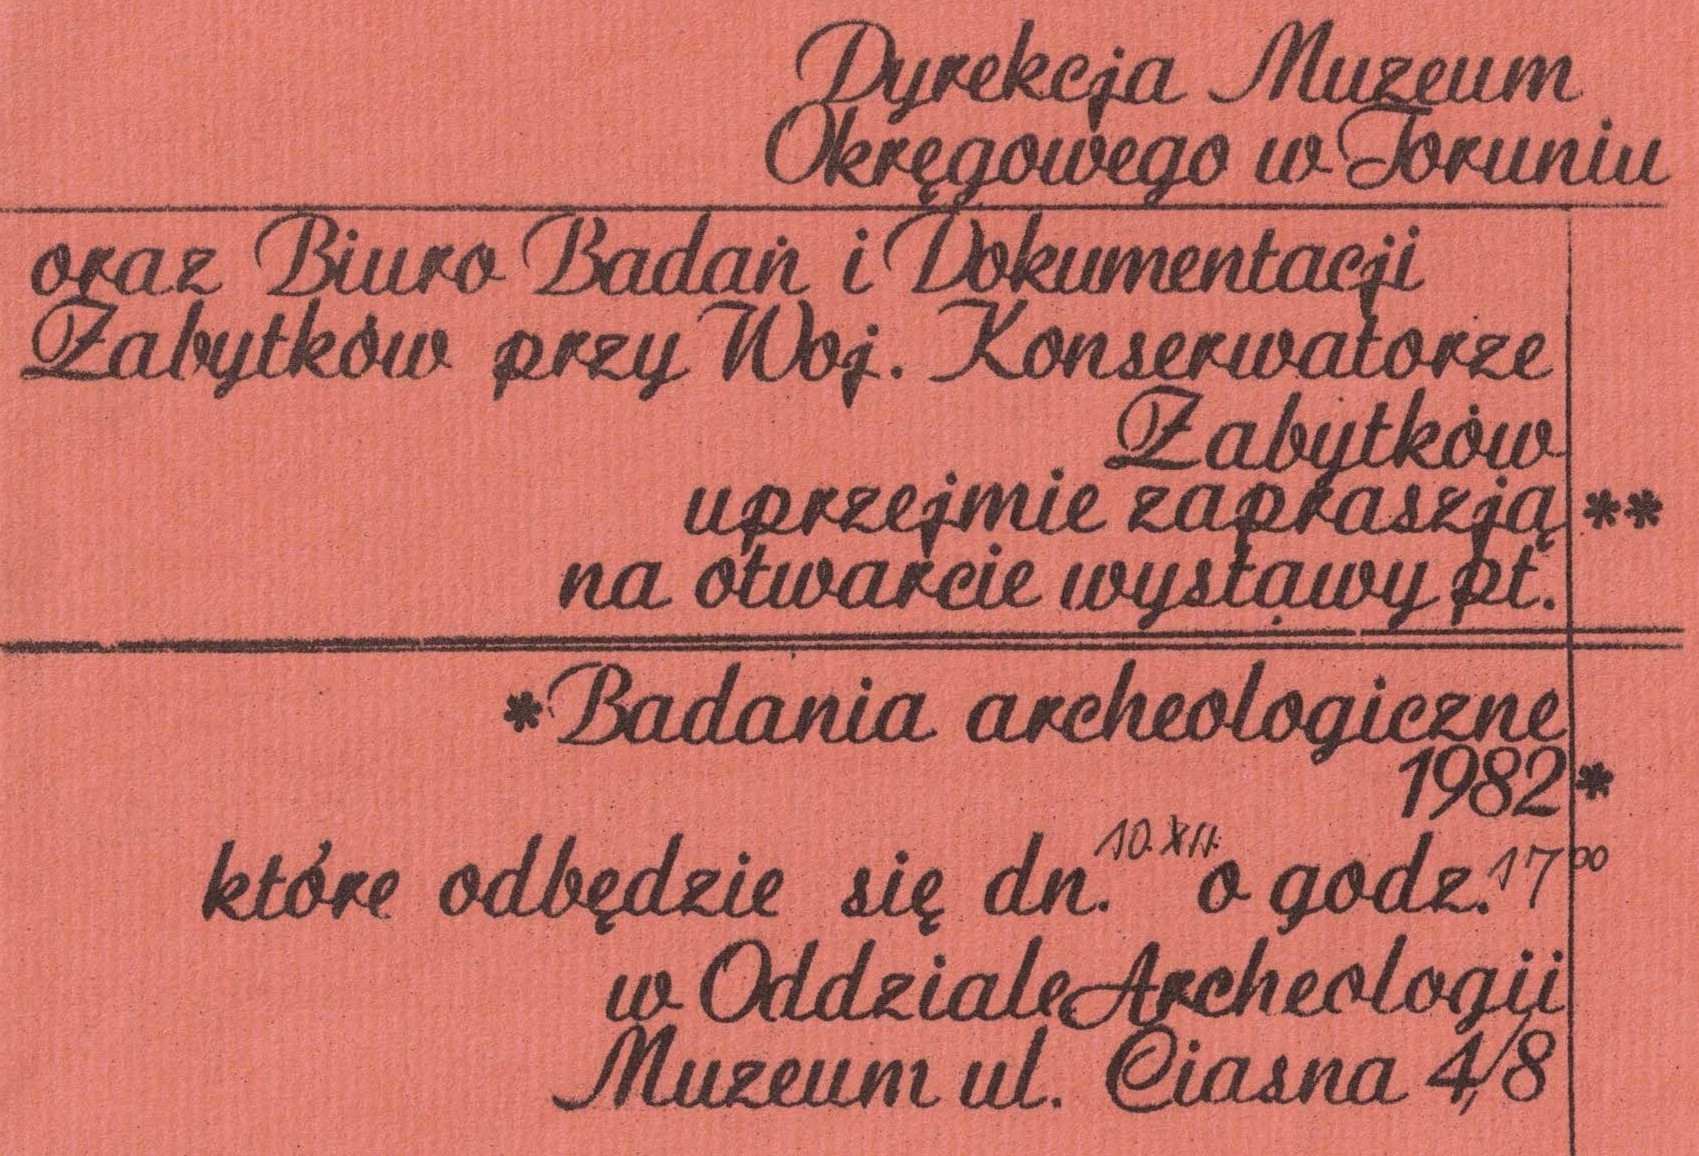 Dyrekcja Muzeum
Okręgowego w Toruniu
oraz Biuro Badań i Dokumentacji
Zabytków przy Woj. Konserwatorze
Zabytków
uprzejmie zapraszją **
na otwarcie wystawy pt.
*Badania archeologiczne
1982*
które odbędzie się dn. 10.XII. o godz. 17⁰⁰
w Oddziale Archeologii
Muzeum ul. Ciasna 4/8